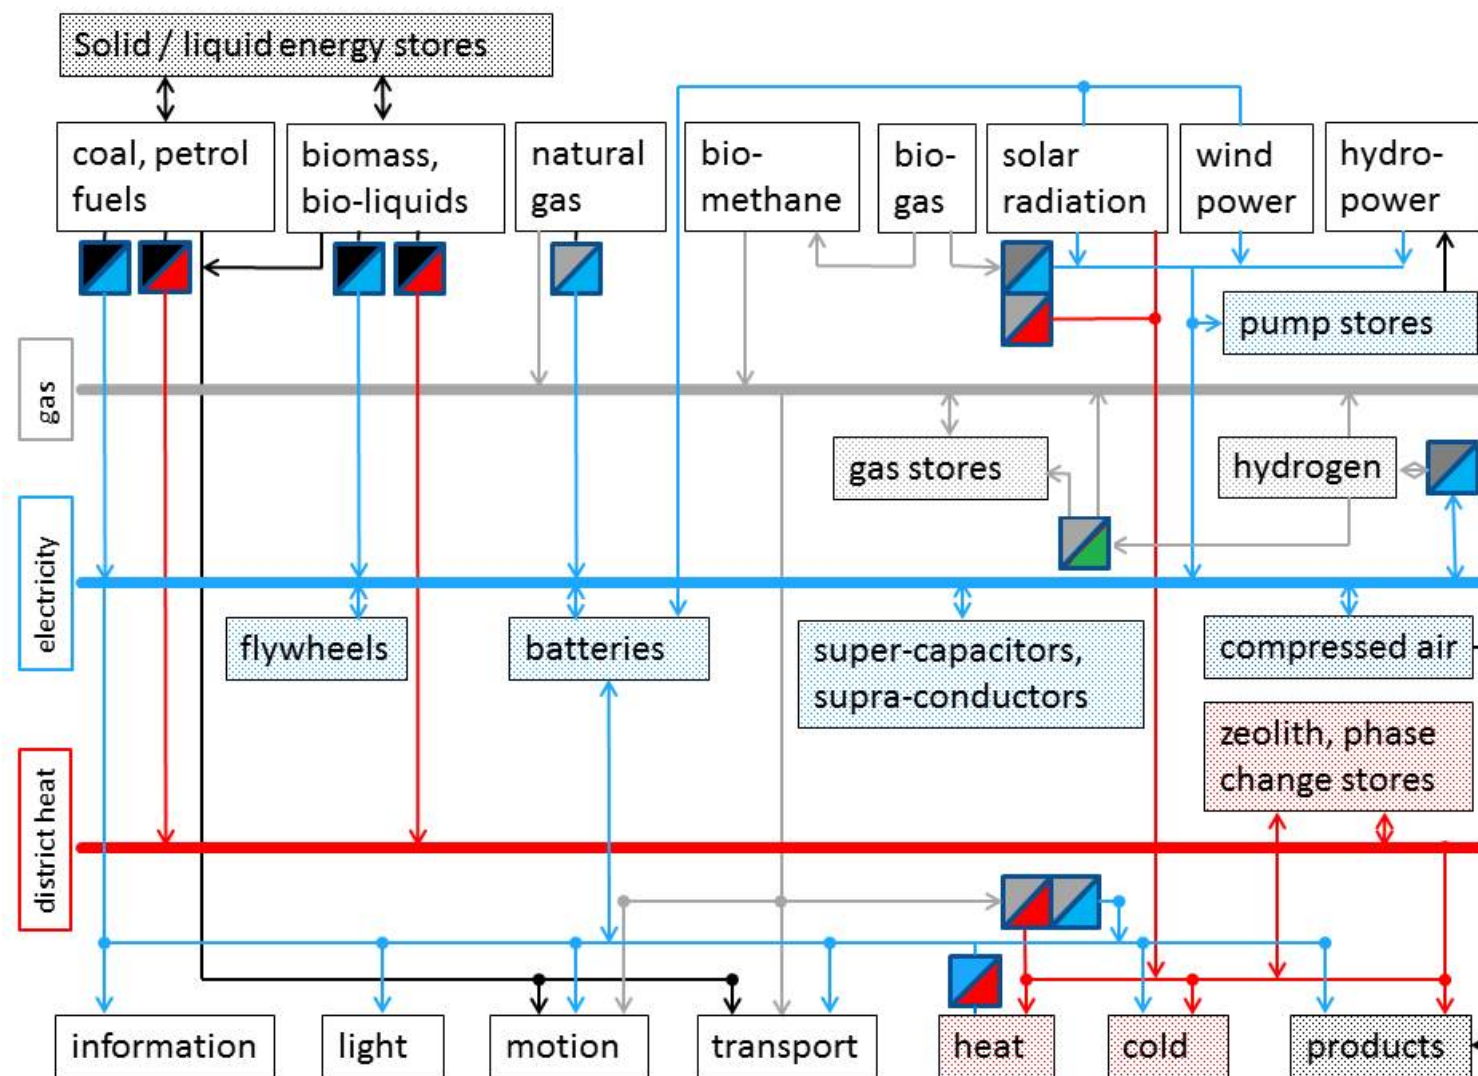 Solid / liquid energy stores
coal, petrol
fuels
biomass,
bio-liquids
natural
gas
bio-
methane
bio-
gas
solar
radiation
wind
power
hydro-
power
pump stores
gas
gas stores
hydrogen
electricity
flywheels
batteries
super-capacitors,
supra-conductors
compressed air
zeolith, phase
change stores
district heat
information
light
motion
transport
heat
cold
products